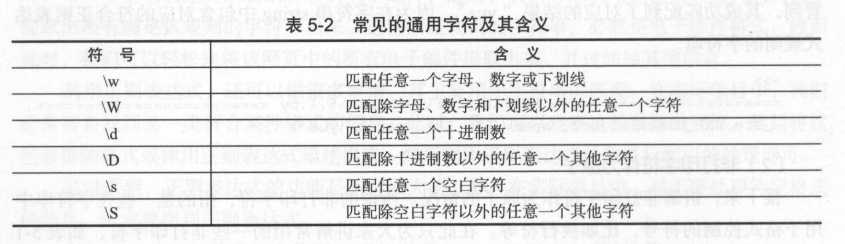 表 5-2 常见的通用字符及其含义
符 号 含 义
\w 匹配任意一个字母、数字或下划线
\W 匹配除字母、数字和下划线以外的任意一个字符
\d 匹配任意一个十进制数
\D 匹配除十进制数以外的任意一个其他字符
\s 匹配任意一个空白字符
\S 匹配除空白字符以外的任意一个其他字符